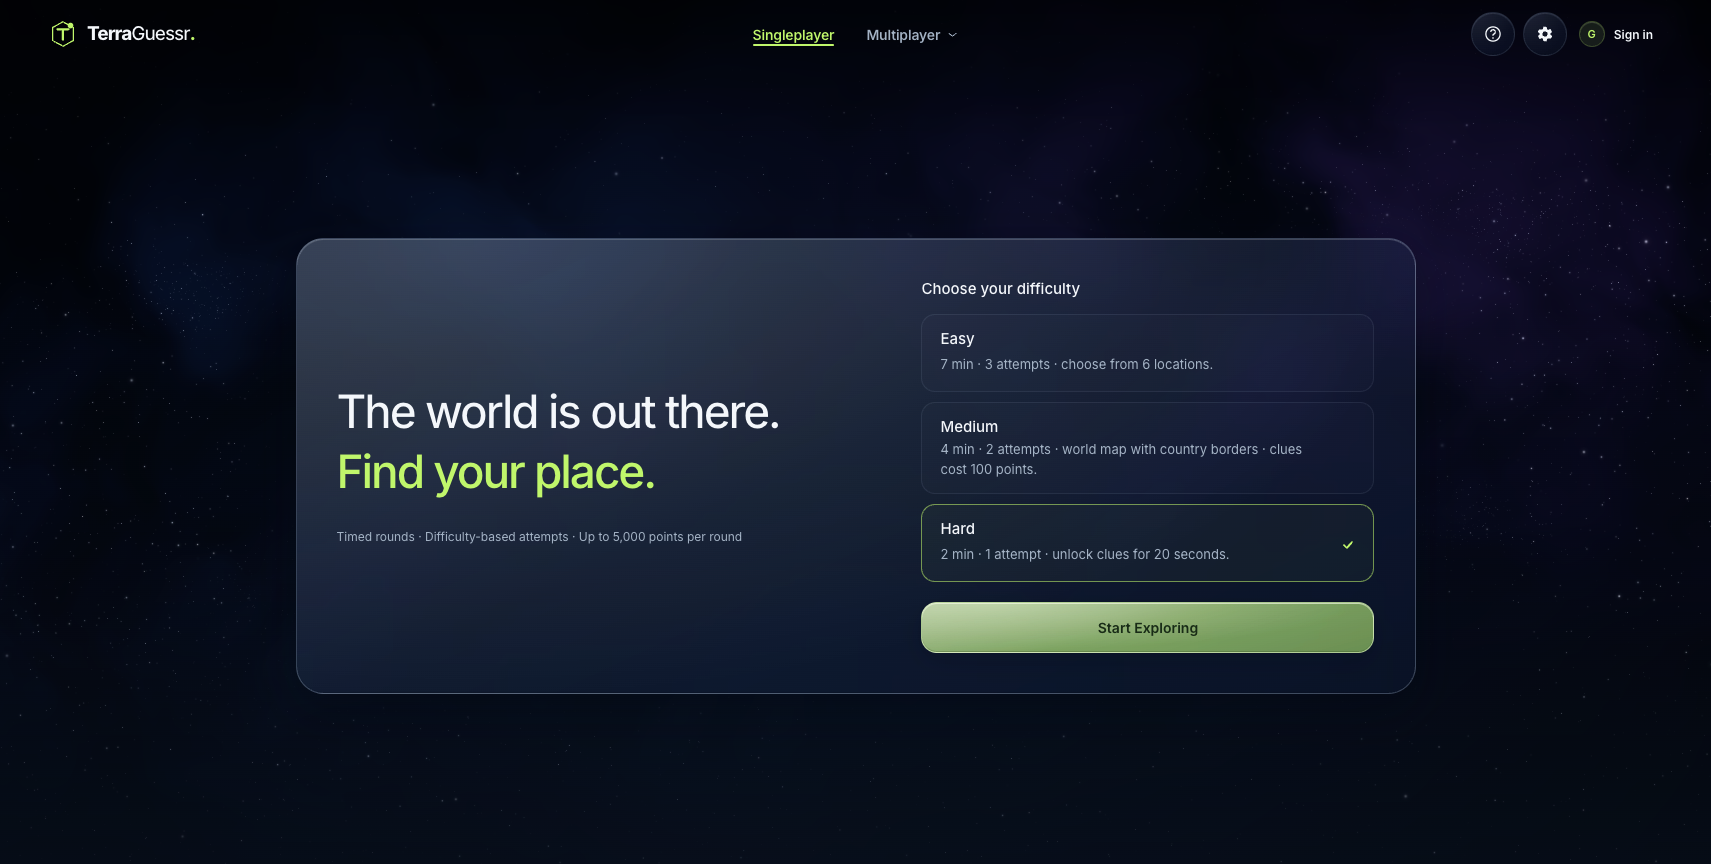 TerraGuessr.
Singleplayer
Multiplayer
G
Sign in
The world is out there.
Find your place.
Timed rounds · Difficulty-based attempts · Up to 5,000 points per round
Choose your difficulty
Easy
7 min · 3 attempts · choose from 6 locations.
Medium
4 min · 2 attempts · world map with country borders · clues
cost 100 points.
Hard
2 min · 1 attempt · unlock clues for 20 seconds.
Start Exploring